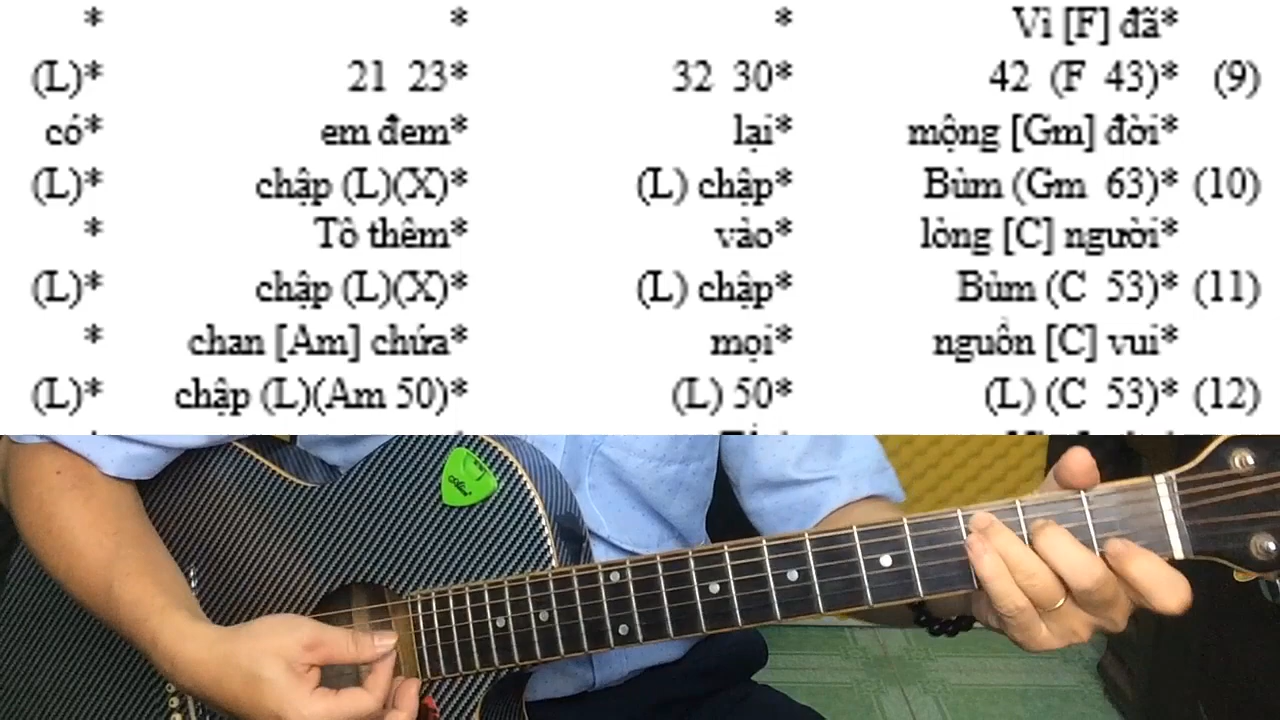 * * * Vì [F] đã*
(L)* 21 23* 32 30* 42 (F 43)* (9)
có* em đem* lại* mộng [Gm] đời*
(L)* chập (L)(X)* (L) chập* Bùm (Gm 63)* (10)
* Tô thêm* vào* lòng [C] người*
(L)* chập (L)(X)* (L) chập* Bùm (C 53)* (11)
* chan [Am] chứa* mọi* nguồn [C] vui*
(L)* chập (L)(Am 50)* (L) 50* (L) (C 53)* (12)